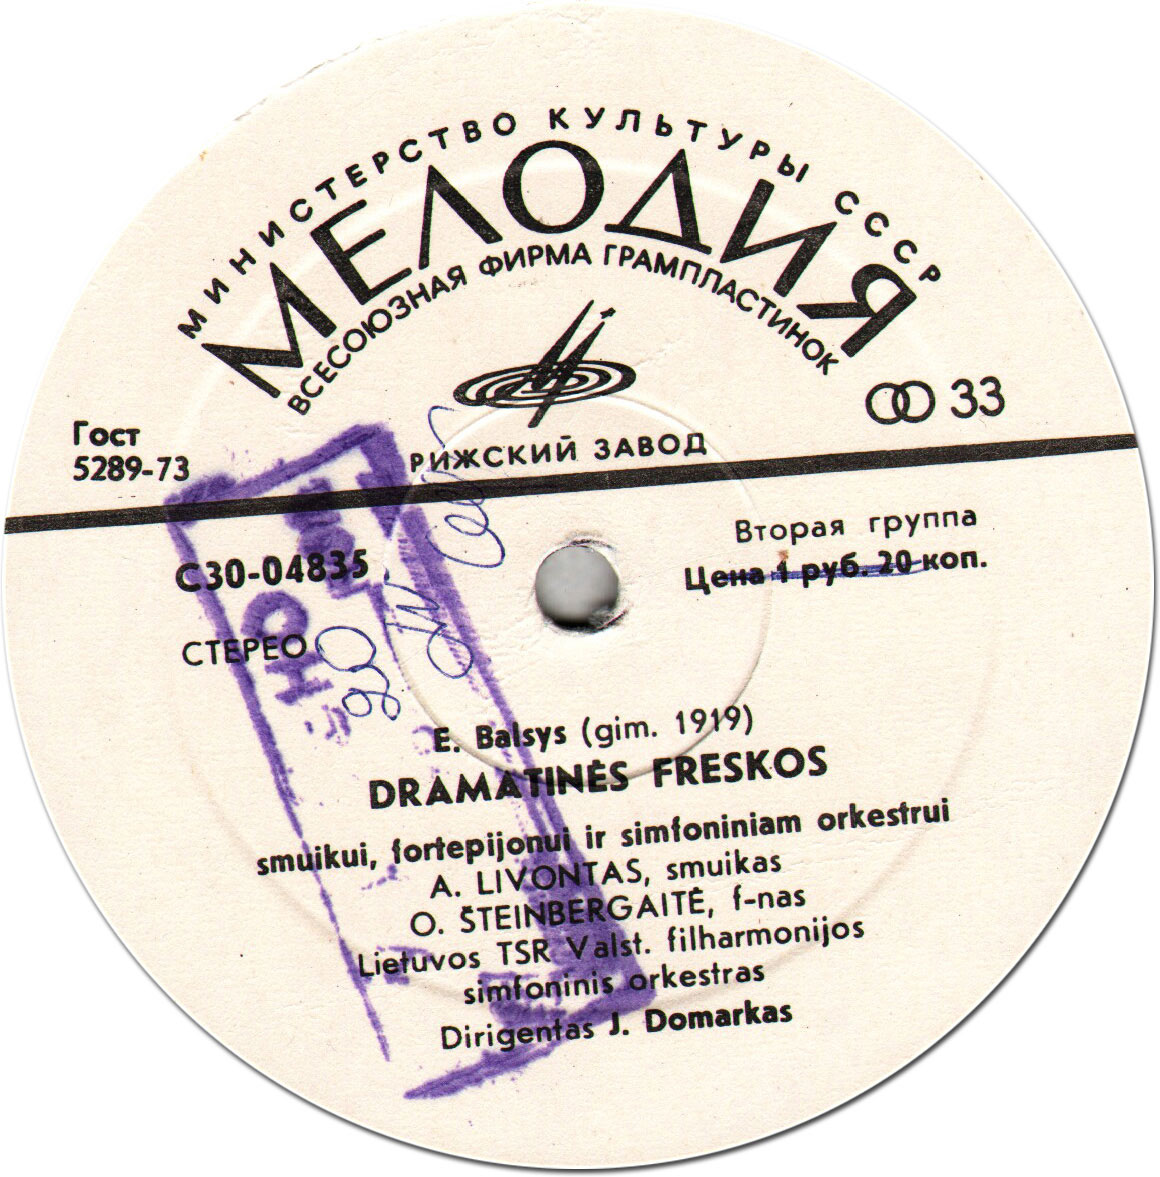 МИНИСТЕРСТВО КУЛЬТУРЫ СССР
МЕЛОДИЯ
ВСЕСОЮЗНАЯ ФИРМА ГРАМПЛАСТИНОК
33
РИЖСКИЙ ЗАВОД
Гост
5289-73
Вторая группа
Цена 1 руб. 20 коп.
С30-04835
СТЕРЕО
E. Balsys (gim. 1919)
DRAMATINĖS FRESKOS
smuikui, fortepijonui ir simfoniniam orkestrui
A. LIVONTAS, smuikas
O. ŠTEINBERGAITĖ, f-nas
Lietuvos TSR Valst. filharmonijos
simfoninis orkestras
Dirigentas J. Domarkas